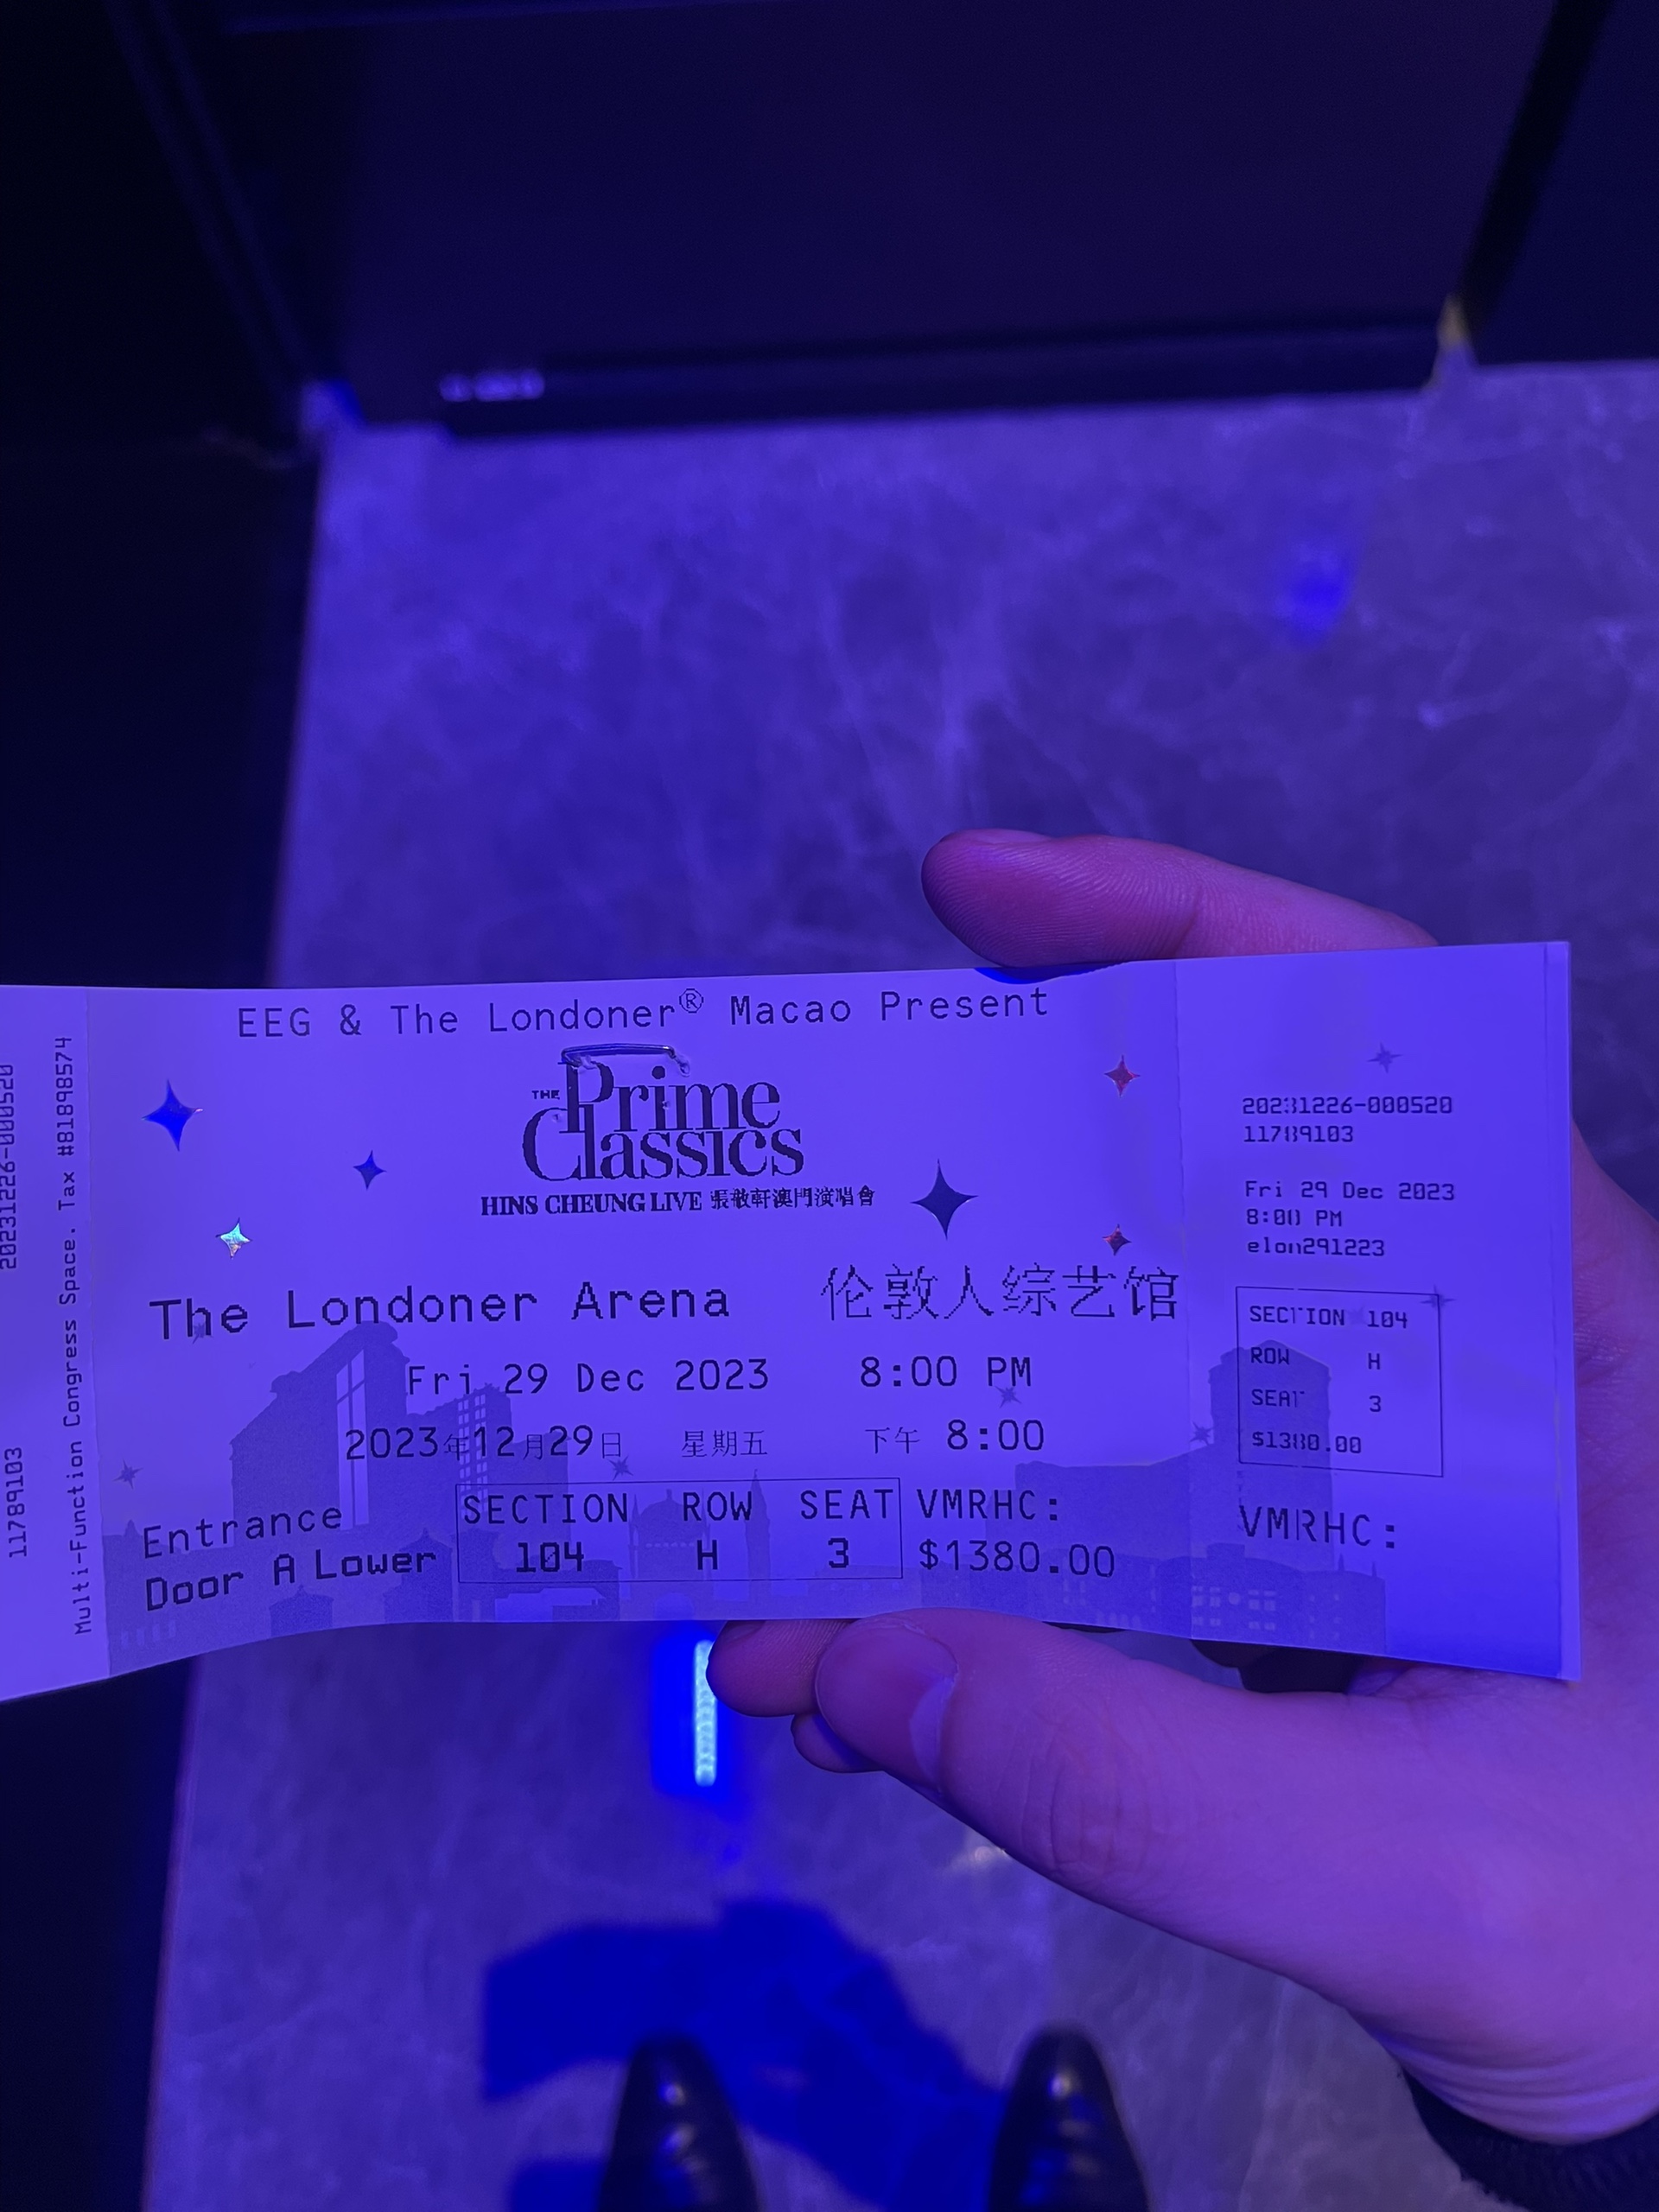 20231226-000520
11789103
Multi-Function Congress Space. Tax #81898574
EEG & The Londoner® Macao Present
THE Prime
Classics
HINS CHEUNG LIVE 張敬軒澳門演唱會
The Londoner Arena 伦敦人综艺馆
Fri 29 Dec 2023 8:00 PM
2023年12月29日 星期五 下午 8:00
Entrance
Door A Lower
SECTION ROW SEAT
104 H 3
VMRHC:
$1380.00
20231226-000520
11789103
Fri 29 Dec 2023
8:00 PM
elon291223
SECTION 104
ROW H
SEAT 3
$1380.00
VMRHC: